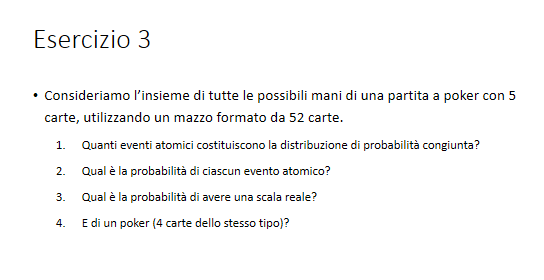 Esercizio 3
• Consideriamo l'insieme di tutte le possibili mani di una partita a poker con 5
carte, utilizzando un mazzo formato da 52 carte.
1. Quanti eventi atomici costituiscono la distribuzione di probabilità congiunta?
2. Qual è la probabilità di ciascun evento atomico?
3. Qual è la probabilità di avere una scala reale?
4. E di un poker (4 carte dello stesso tipo)?